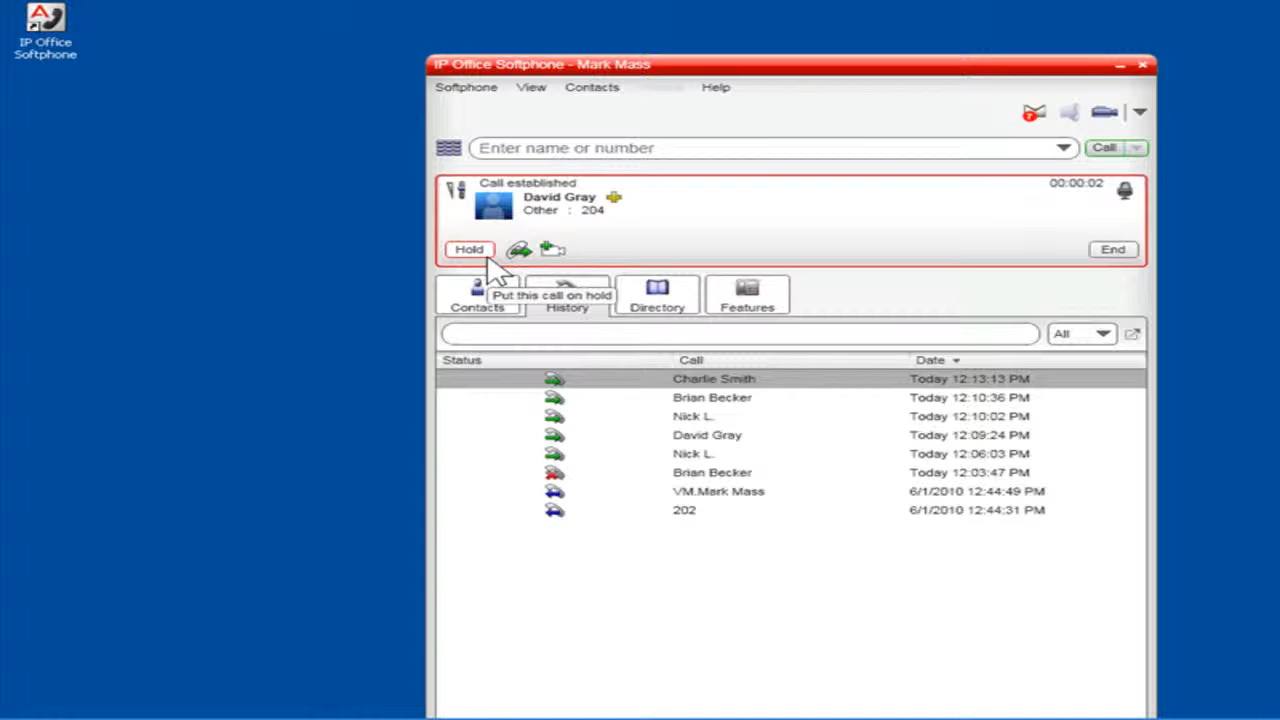 IP Office
Softphone
IP Office Softphone - Mark Mass
Softphone View Contacts Help
Enter name or number
Call
Call established
00:00:02
David Gray
Other : 204
Hold
End
Put this call on hold
Contacts History Directory Features
All
Status Call Date
Charlie Smith Today 12:13:13 PM
Brian Becker Today 12:10:36 PM
Nick L. Today 12:10:02 PM
David Gray Today 12:09:24 PM
Nick L. Today 12:06:03 PM
Brian Becker Today 12:03:47 PM
VM.Mark Mass 6/1/2010 12:44:49 PM
202 6/1/2010 12:44:31 PM